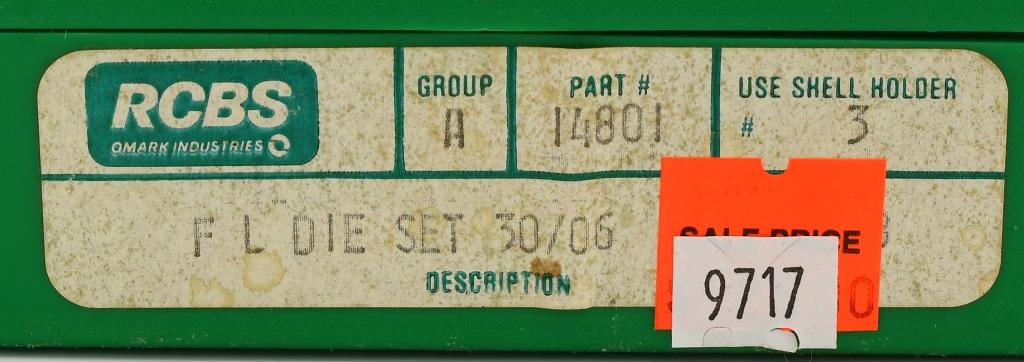 RCBS
OMARK INDUSTRIES
GROUP
A
PART #
14801
USE SHELL HOLDER
# 3
F L DIE SET 30/06
DESCRIPTION
SALE PRICE
9717